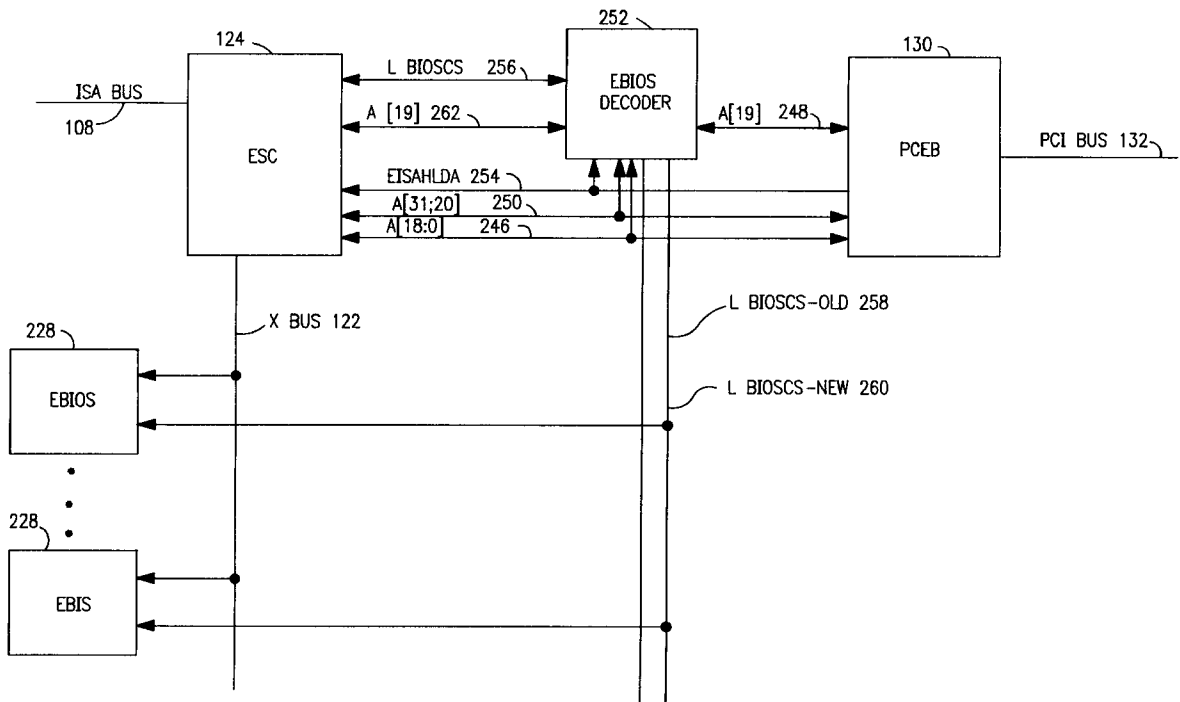 252
124
130
L BIOSCS 256
EBIOS
DECODER
ISA BUS
108
A [19] 262
A[19] 248
ESC
PCEB
PCI BUS 132
EISAHLDA 254
A[31;20] 250
A[18:0] 246
L BIOSCS-OLD 258
X BUS 122
228
L BIOSCS-NEW 260
EBIOS
228
EBIS